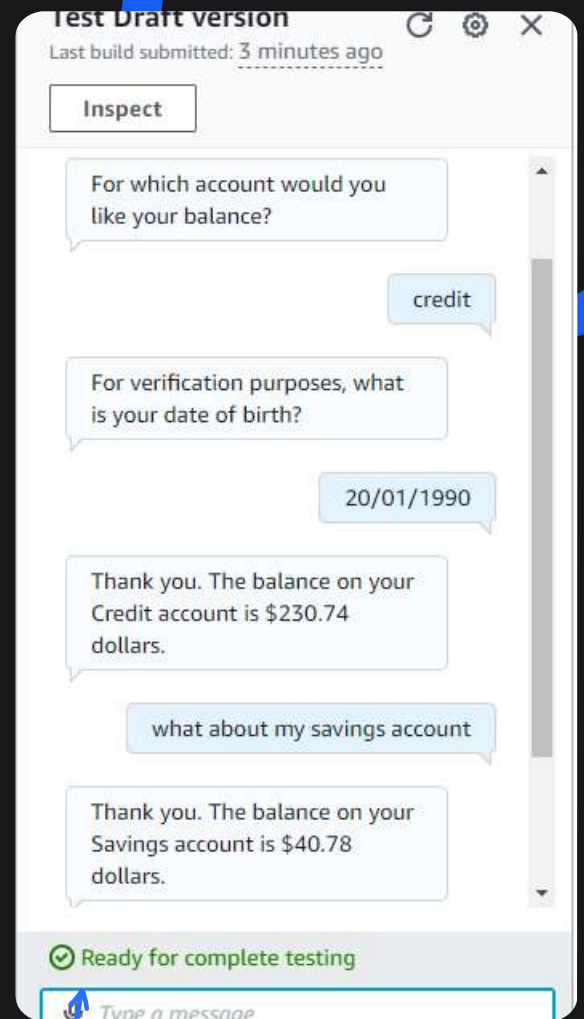 Test Draft version
Last build submitted: 3 minutes ago
Inspect
For which account would you
like your balance?
credit
For verification purposes, what
is your date of birth?
20/01/1990
Thank you. The balance on your
Credit account is $230.74
dollars.
what about my savings account
Thank you. The balance on your
Savings account is $40.78
dollars.
Ready for complete testing
Type a message